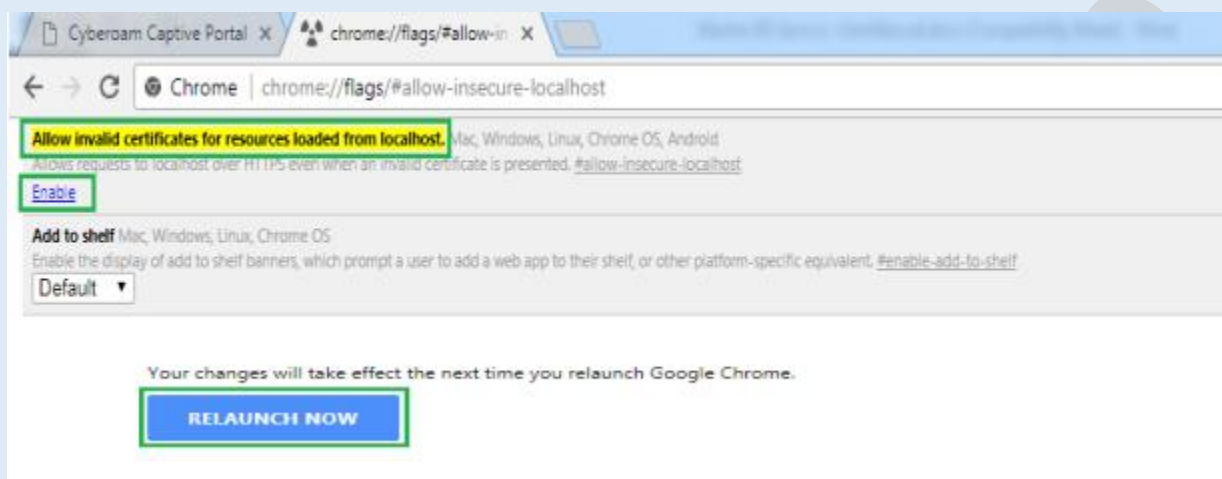 Cyberoam Captive Portal
chrome://flags/#allow-in
Chrome | chrome://flags/#allow-insecure-localhost
Allow invalid certificates for resources loaded from localhost. Mac, Windows, Linux, Chrome OS, Android
Allows requests to localhost over HTTPS even when an invalid certificate is presented. #allow-insecure-localhost
Enable
Add to shelf Mac, Windows, Linux, Chrome OS
Enable the display of add to shelf banners, which prompt a user to add a web app to their shelf, or other platform-specific equivalent. #enable-add-to-shelf
Default
Your changes will take effect the next time you relaunch Google Chrome.
RELAUNCH NOW